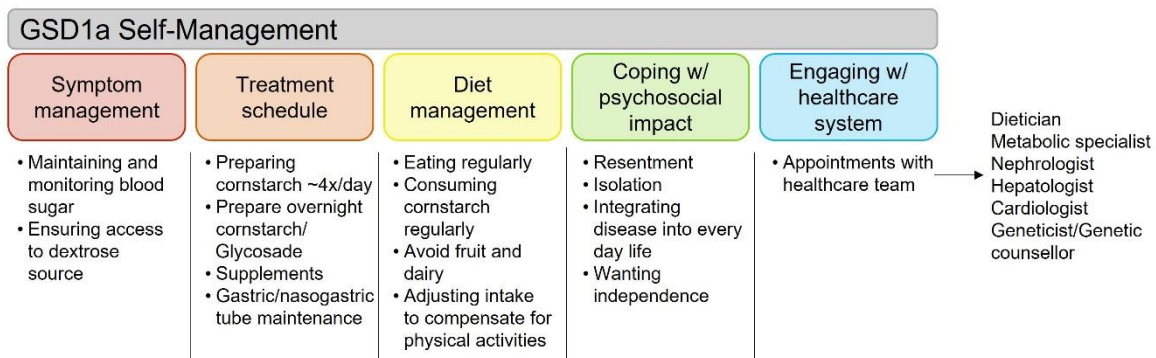 GSD1a Self-Management
Symptom
management
• Maintaining and
monitoring blood
sugar
• Ensuring access
to dextrose
source
Treatment
schedule
• Preparing
cornstarch ~4x/day
• Prepare overnight
cornstarch/
Glycosade
• Supplements
• Gastric/nasogastric
tube maintenance
Diet
management
• Eating regularly
• Consuming
cornstarch
regularly
• Avoid fruit and
dairy
• Adjusting intake
to compensate for
physical activities
Coping w/
psychosocial
impact
• Resentment
• Isolation
• Integrating
disease into every
day life
• Wanting
independence
Engaging w/
healthcare
system
• Appointments with
healthcare team
Dietician
Metabolic specialist
Nephrologist
Hepatologist
Cardiologist
Geneticist/Genetic
counsellor